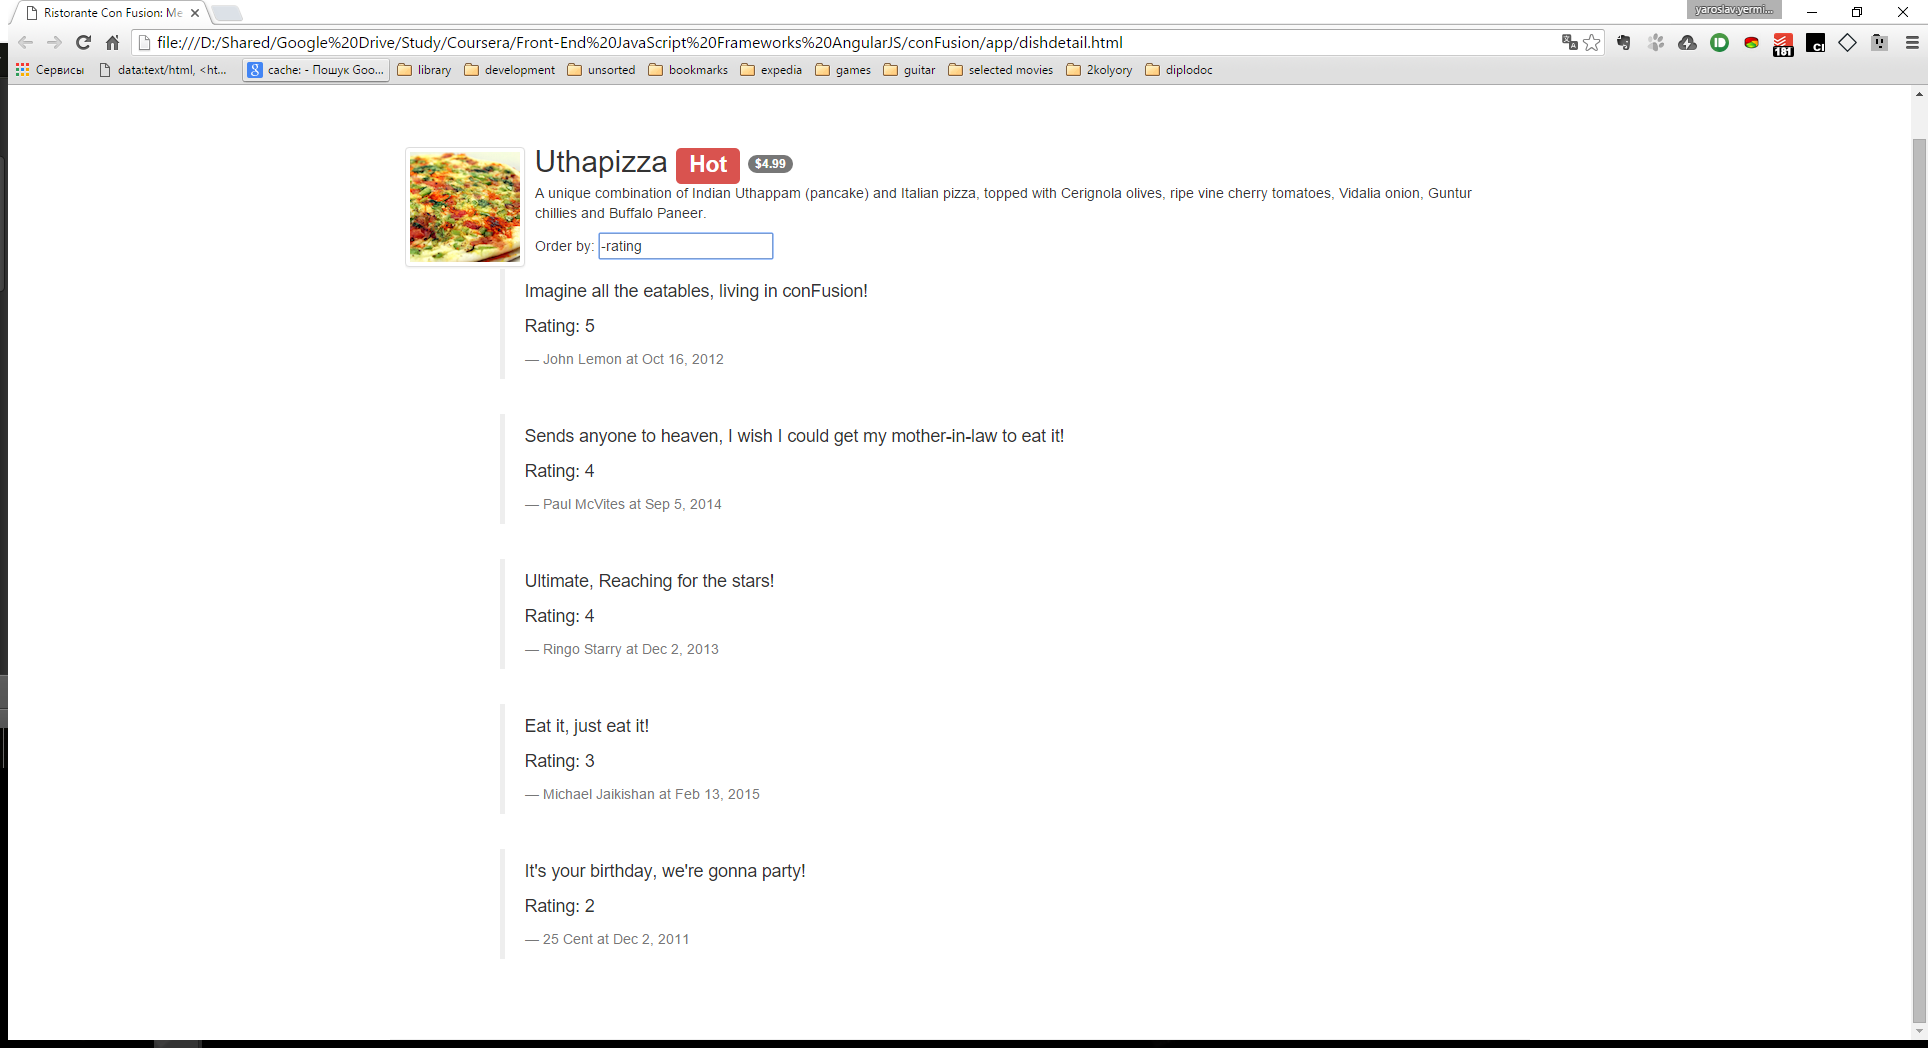 Ristorante Con Fusion: Me
yaroslav.yermi...
file:///D:/Shared/Google%20Drive/Study/Coursera/Front-End%20JavaScript%20Frameworks%20AngularJS/conFusion/app/dishdetail.html
181
CI
Сервисы
data:text/html, <ht...
cache: - Пошук Goo...
library
development
unsorted
bookmarks
expedia
games
guitar
selected movies
2kolyory
diplodoc
Uthapizza Hot $4.99
A unique combination of Indian Uthappam (pancake) and Italian pizza, topped with Cerignola olives, ripe vine cherry tomatoes, Vidalia onion, Guntur
chillies and Buffalo Paneer.
Order by: -rating
Imagine all the eatables, living in conFusion!
Rating: 5
— John Lemon at Oct 16, 2012
Sends anyone to heaven, I wish I could get my mother-in-law to eat it!
Rating: 4
— Paul McVites at Sep 5, 2014
Ultimate, Reaching for the stars!
Rating: 4
— Ringo Starry at Dec 2, 2013
Eat it, just eat it!
Rating: 3
— Michael Jaikishan at Feb 13, 2015
It's your birthday, we're gonna party!
Rating: 2
— 25 Cent at Dec 2, 2011